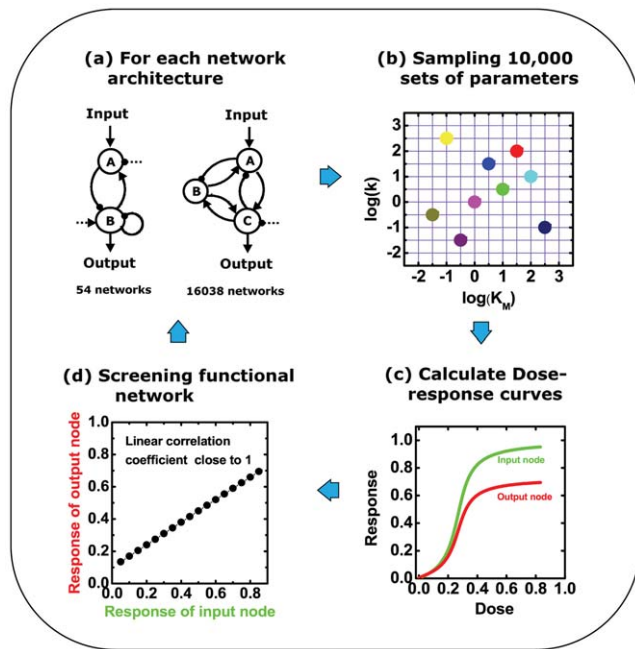 (a) For each network
architecture
Input
A
B
Output
54 networks
Input
A
B
C
Output
16038 networks
(b) Sampling 10,000
sets of parameters
log(k)
3
2
1
0
-1
-2
-2 -1 0 1 2 3
log(K_M)
(d) Screening functional
network
Response of output node
1.0
0.8
0.6
0.4
0.2
0.0
Linear correlation
coefficient close to 1
0.0 0.2 0.4 0.6 0.8
Response of input node
(c) Calculate Dose-
response curves
Response
1.0
0.8
0.6
0.4
0.2
0.0
Input node
Output node
0.0 0.2 0.4 0.6 0.8 1.0
Dose